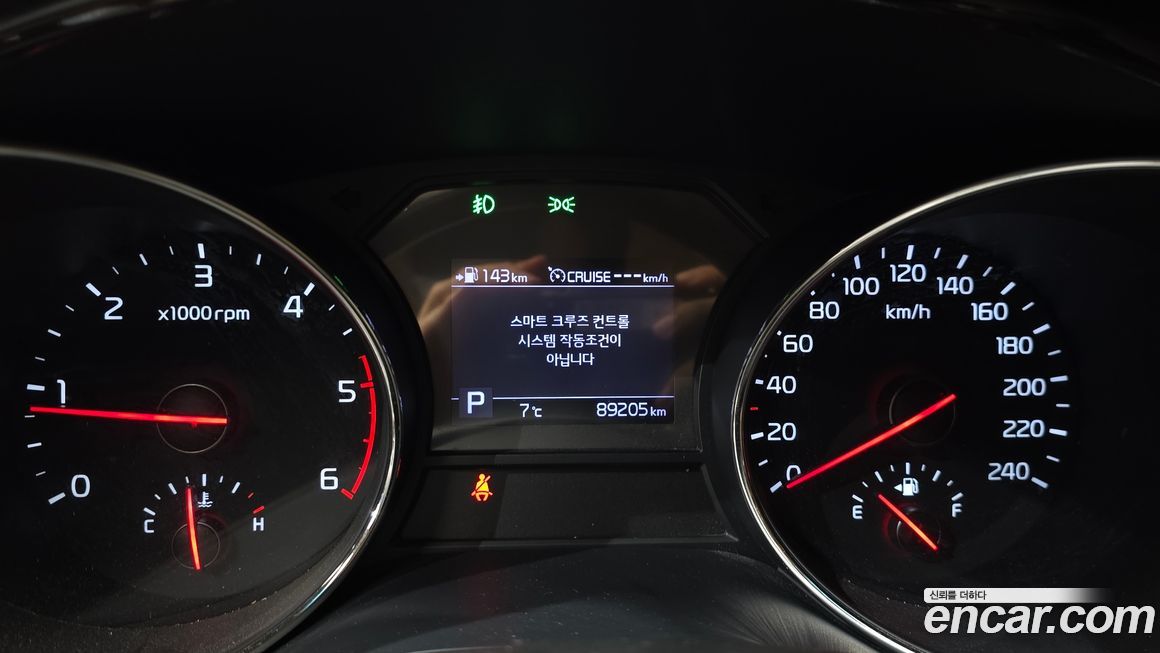 143km CRUISE---km/h
스마트 크루즈 컨트롤
시스템 작동조건이
아닙니다
P 7℃ 89205km
0
1
2
3
4
5
6
x1000rpm
C H
0
20
40
60
80
100
120
140
160
180
200
220
240
km/h
E F
신뢰를 더하다
encar.com